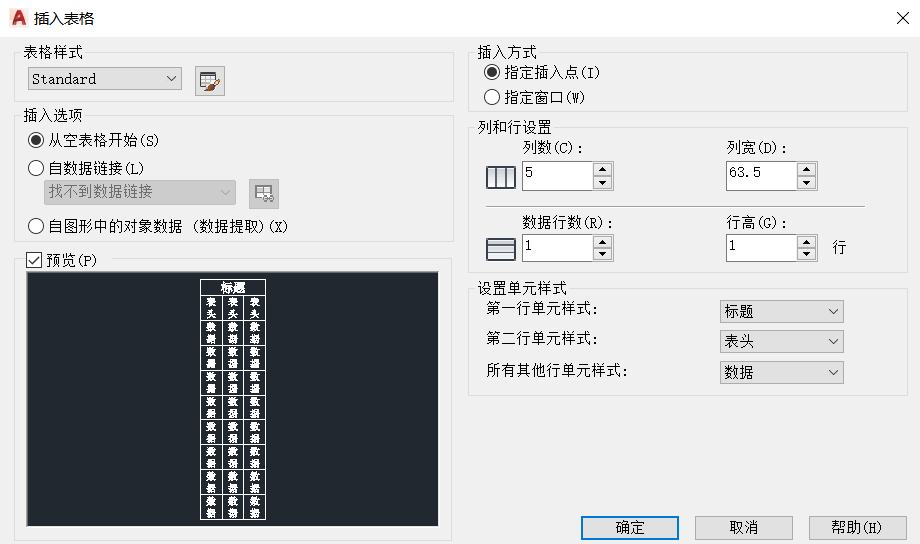 插入表格
表格样式
Standard
插入选项
从空表格开始(S)
自数据链接(L)
找不到数据链接
自图形中的对象数据 (数据提取)(X)
预览(P)
标题
表头 表头 表头
数据 数据 数据
数据 数据 数据
数据 数据 数据
数据 数据 数据
数据 数据 数据
数据 数据 数据
数据 数据 数据
数据 数据 数据
插入方式
指定插入点(I)
指定窗口(W)
列和行设置
列数(C): 列宽(D):
5 63.5
数据行数(R): 行高(G):
1 1 行
设置单元样式
第一行单元样式: 标题
第二行单元样式: 表头
所有其他行单元样式: 数据
确定 取消 帮助(H)